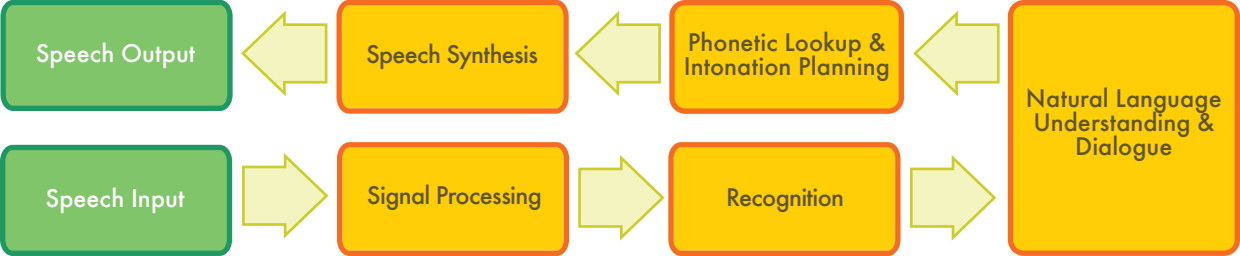 Speech Output
Speech Synthesis
Phonetic Lookup &
Intonation Planning
Natural Language
Understanding &
Dialogue
Speech Input
Signal Processing
Recognition